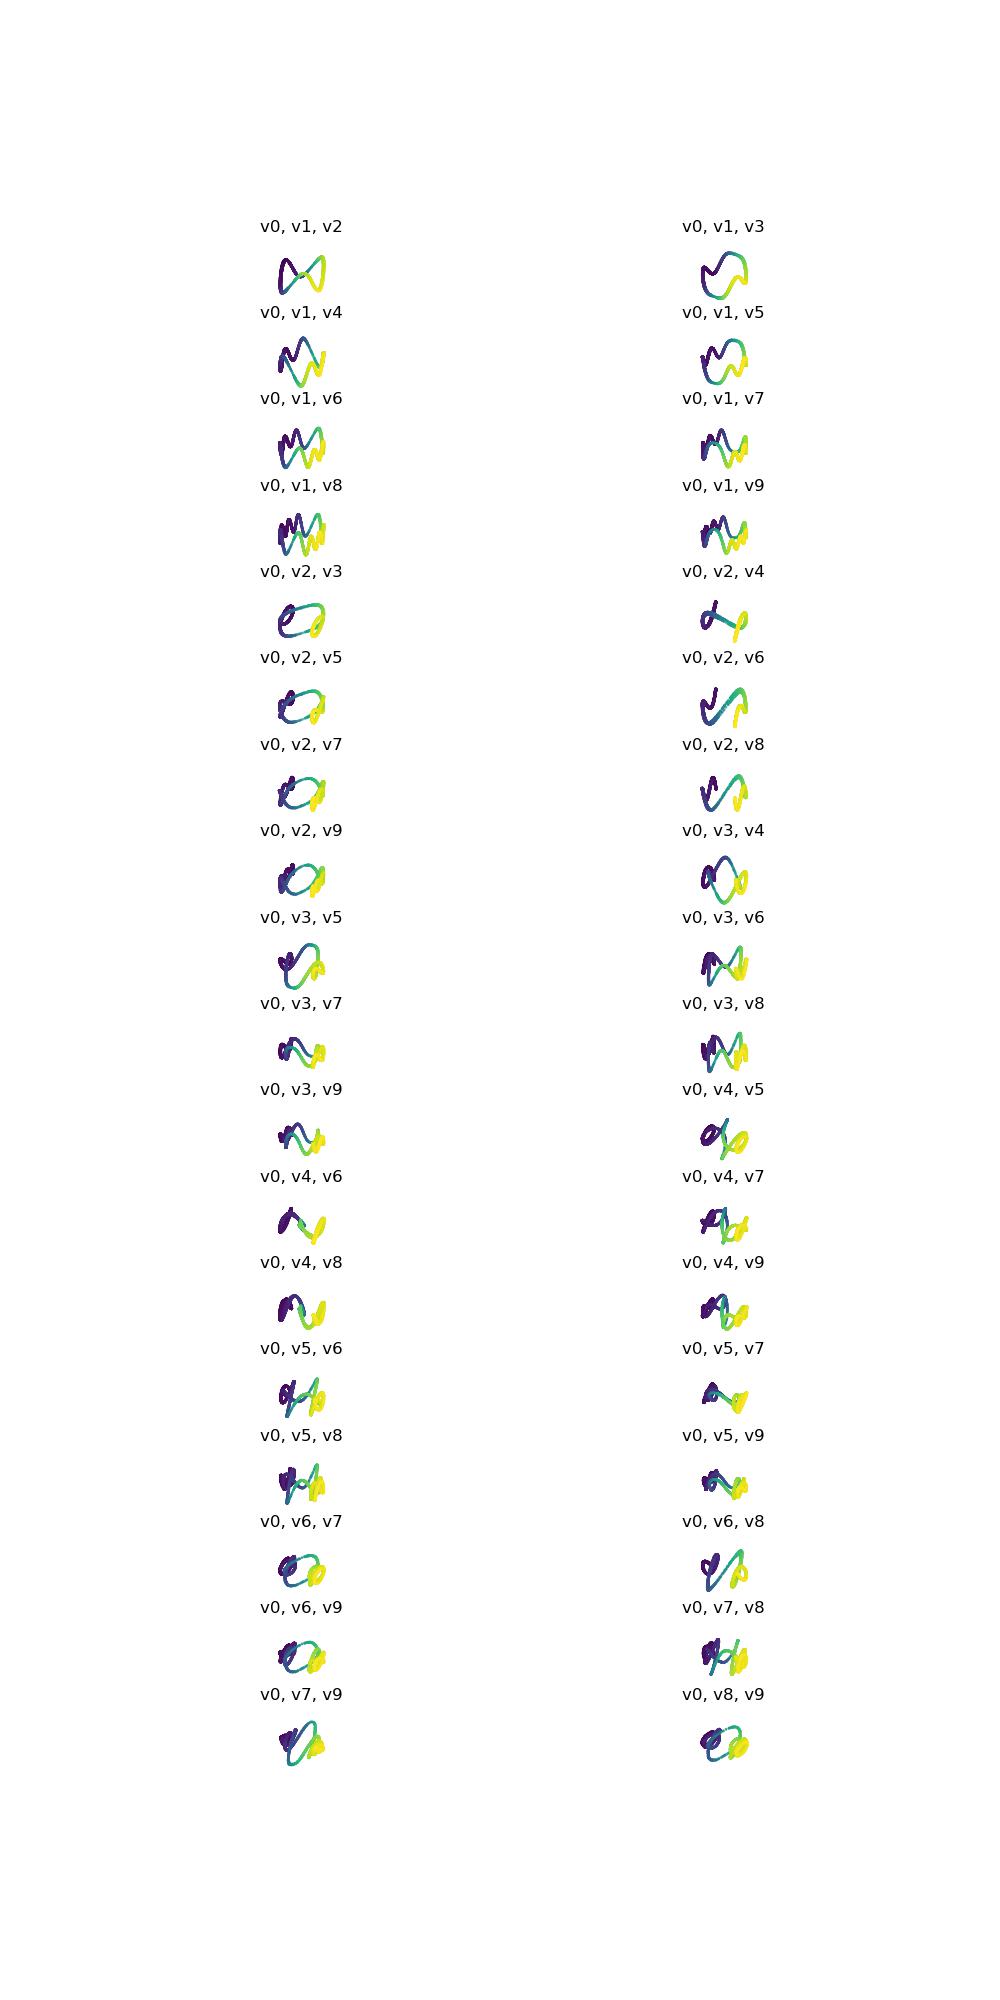 v0, v1, v2
v0, v1, v3
v0, v1, v4
v0, v1, v5
v0, v1, v6
v0, v1, v7
v0, v1, v8
v0, v1, v9
v0, v2, v3
v0, v2, v4
v0, v2, v5
v0, v2, v6
v0, v2, v7
v0, v2, v8
v0, v2, v9
v0, v3, v4
v0, v3, v5
v0, v3, v6
v0, v3, v7
v0, v3, v8
v0, v3, v9
v0, v4, v5
v0, v4, v6
v0, v4, v7
v0, v4, v8
v0, v4, v9
v0, v5, v6
v0, v5, v7
v0, v5, v8
v0, v5, v9
v0, v6, v7
v0, v6, v8
v0, v6, v9
v0, v7, v8
v0, v7, v9
v0, v8, v9